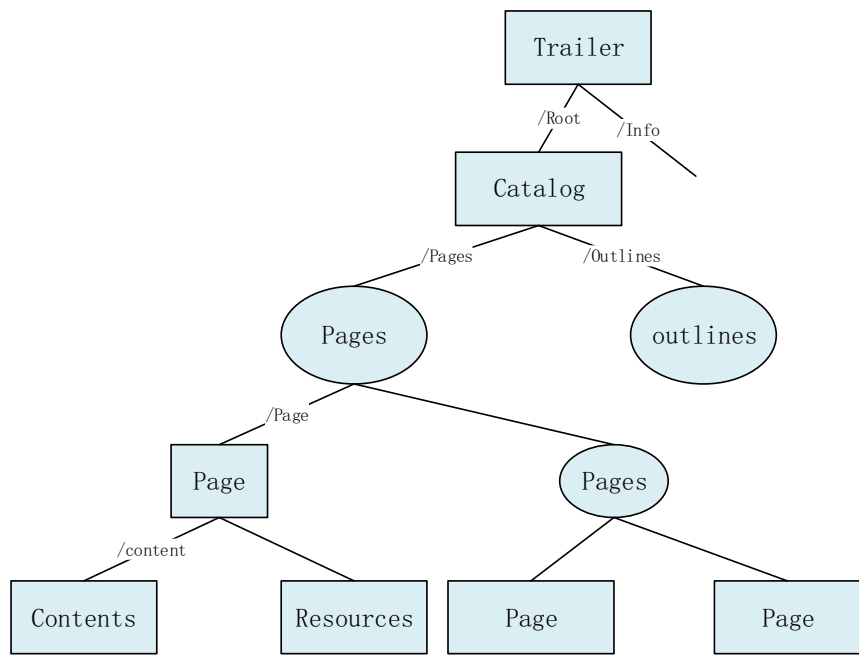 Trailer
/Root
/Info
Catalog
/Pages
/Outlines
Pages
outlines
/Page
Page
Pages
/content
Contents
Resources
Page
Page